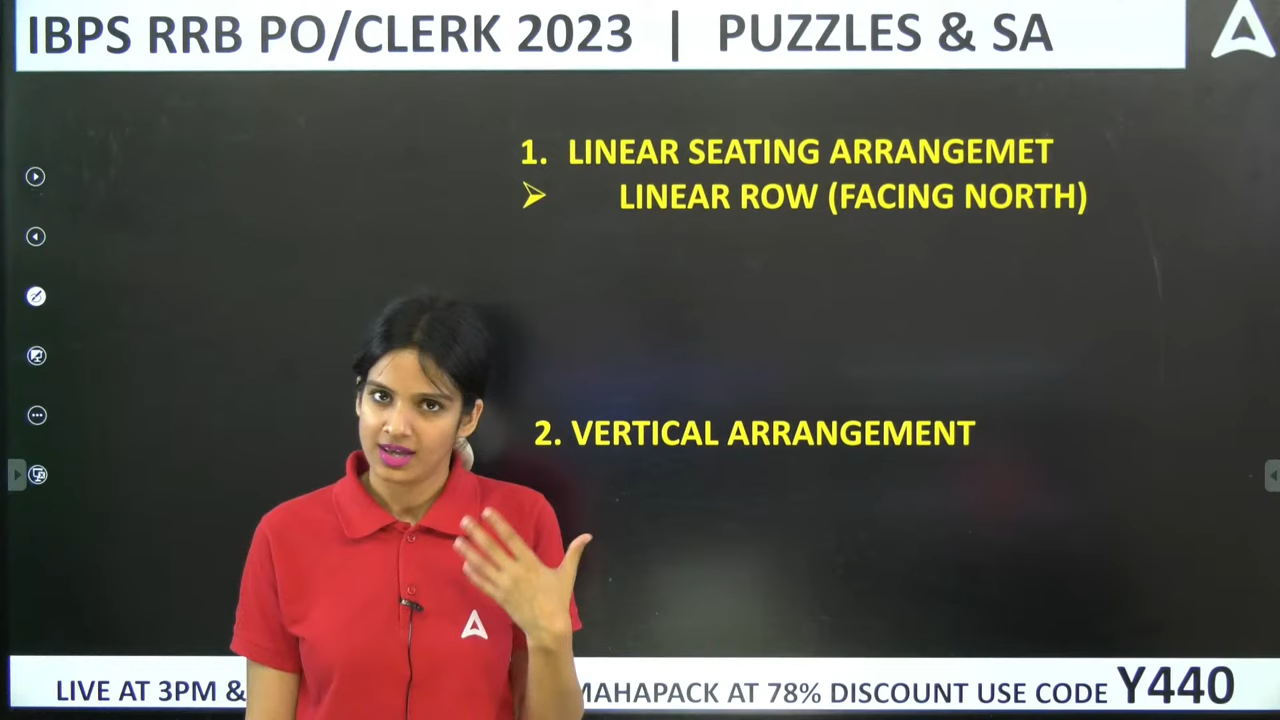 IBPS RRB PO/CLERK 2023 | PUZZLES & SA
1. LINEAR SEATING ARRANGEMET
➢ LINEAR ROW (FACING NORTH)
2. VERTICAL ARRANGEMENT
LIVE AT 3PM & MAHAPACK AT 78% DISCOUNT USE CODE Y440